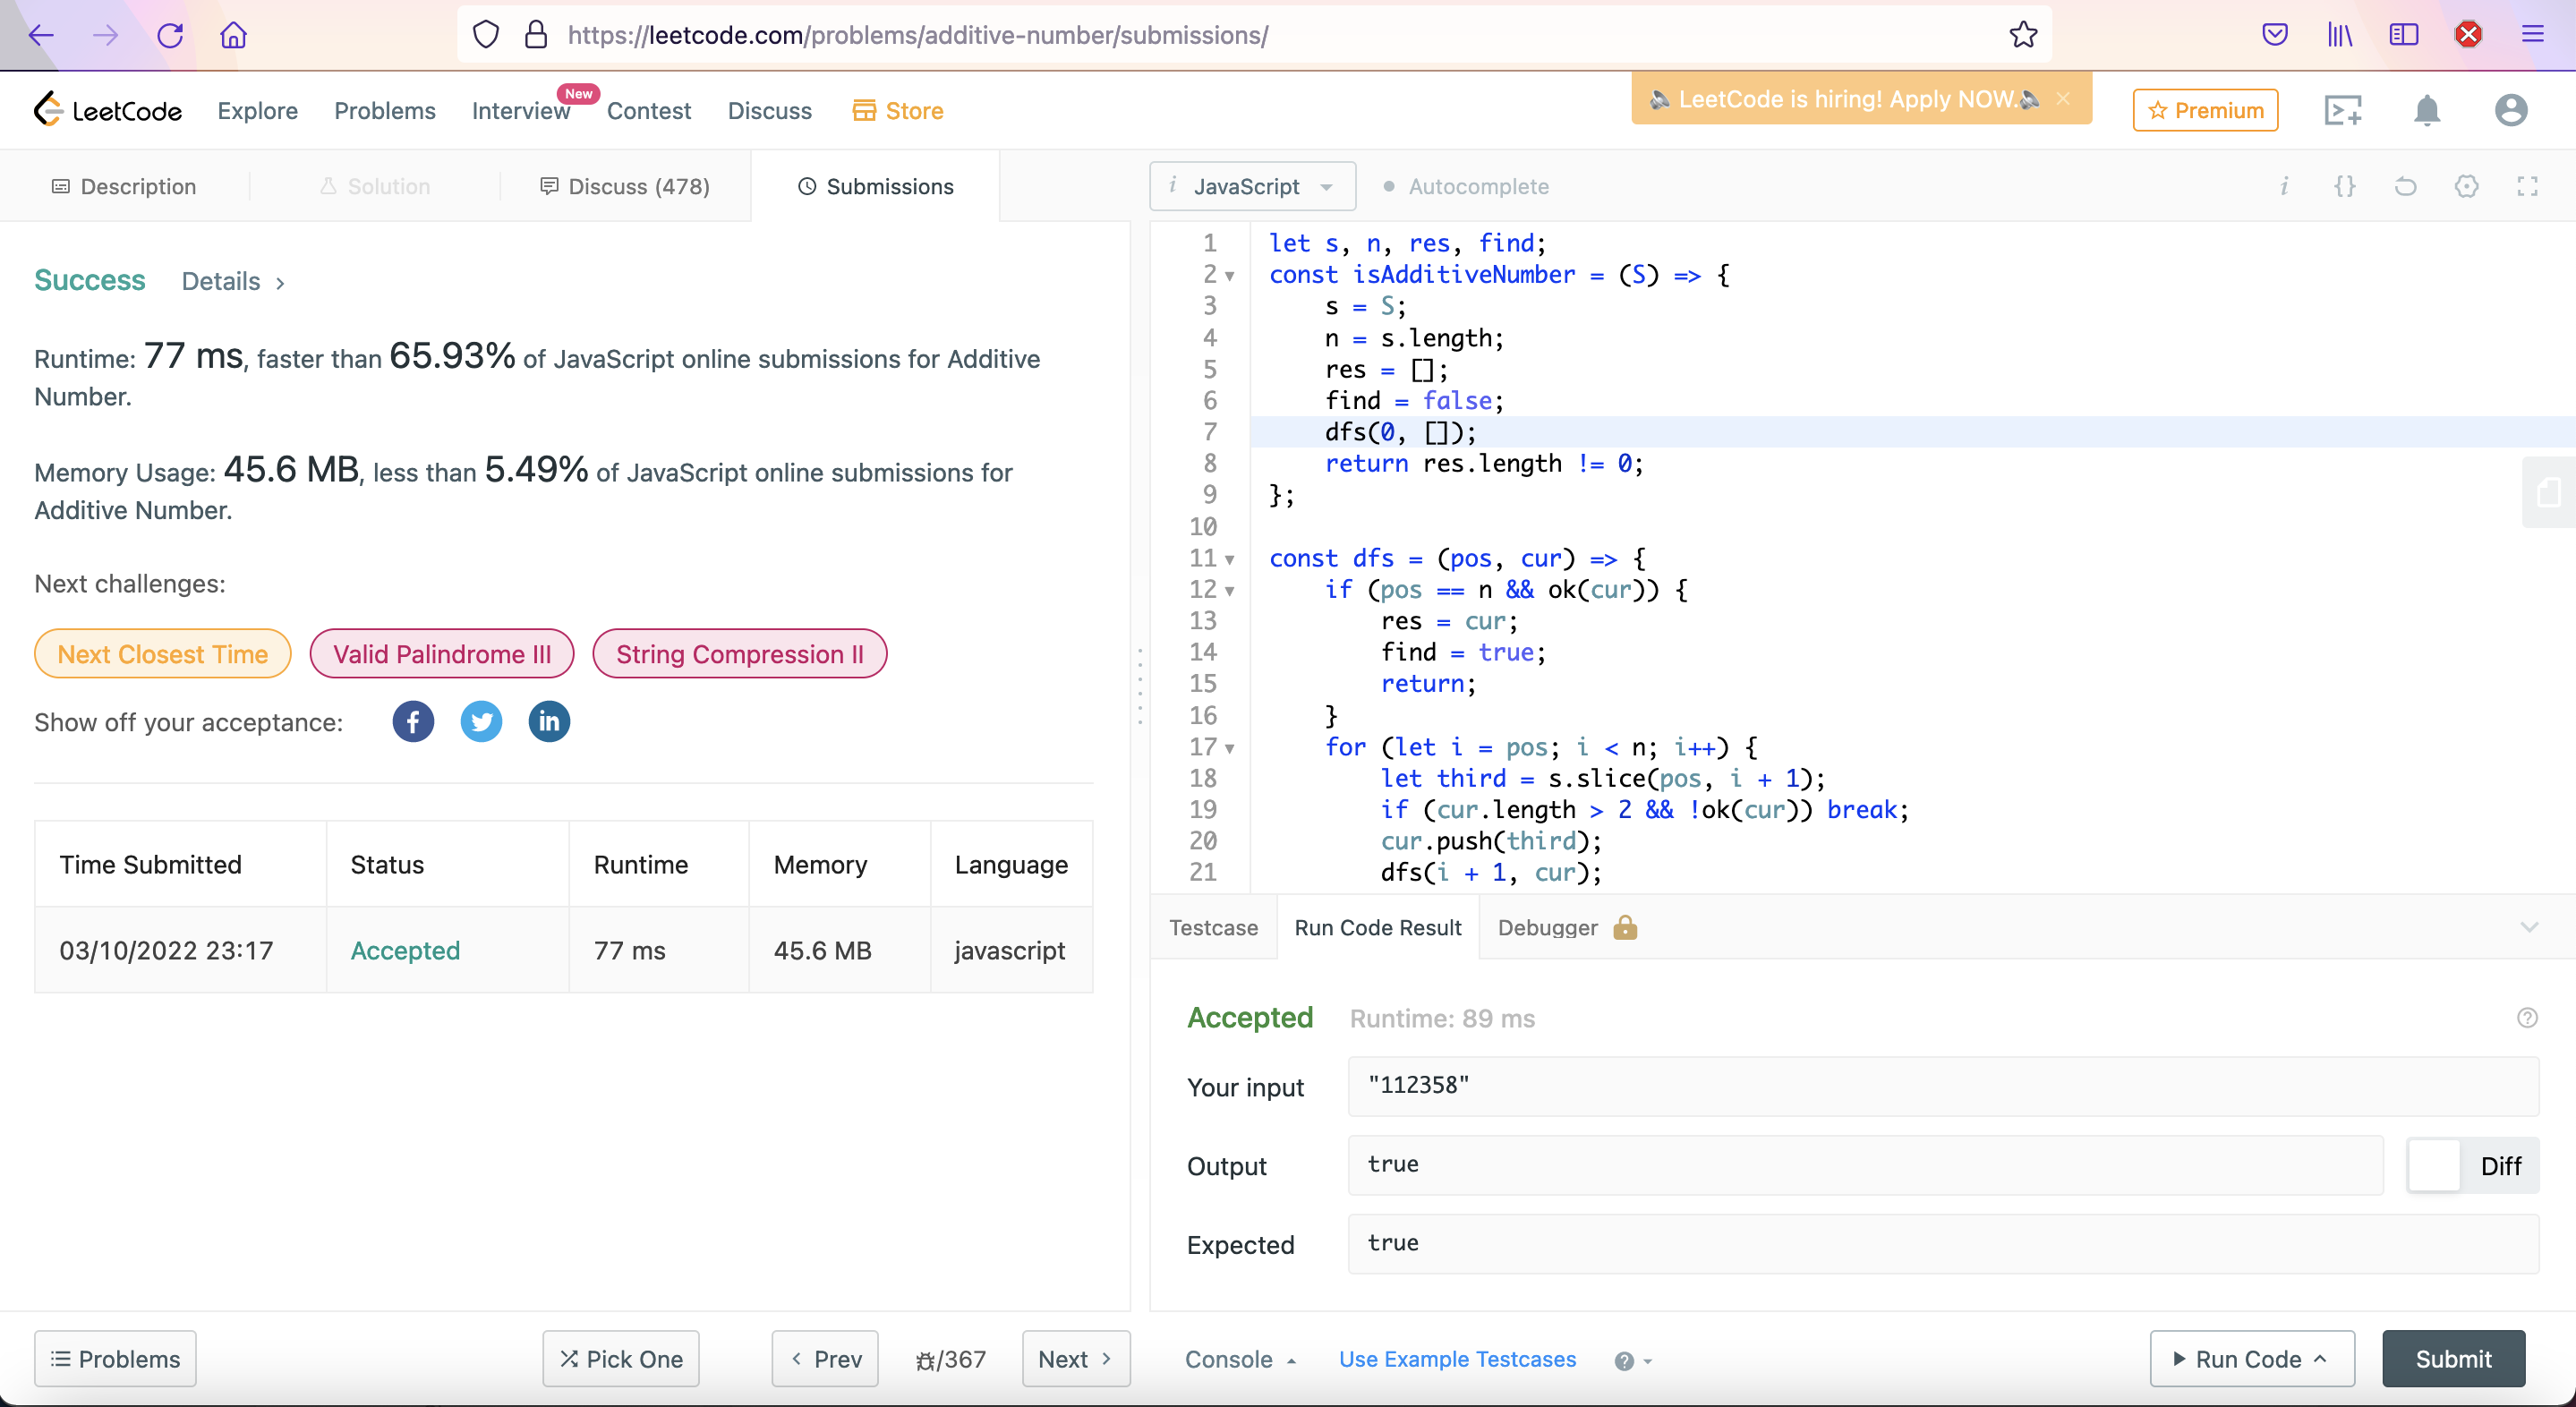 https://leetcode.com/problems/additive-number/submissions/
LeetCode Explore Problems Interview New Contest Discuss Store
LeetCode is hiring! Apply NOW.
Premium
Description Solution Discuss (478) Submissions
i JavaScript Autocomplete
i {}
Success Details >
Runtime: 77 ms, faster than 65.93% of JavaScript online submissions for Additive
Number.
Memory Usage: 45.6 MB, less than 5.49% of JavaScript online submissions for
Additive Number.
Next challenges:
Next Closest Time Valid Palindrome III String Compression II
Show off your acceptance: f in
Time Submitted Status Runtime Memory Language
03/10/2022 23:17 Accepted 77 ms 45.6 MB javascript
1 let s, n, res, find;
2 const isAdditiveNumber = (S) => {
3 s = S;
4 n = s.length;
5 res = [];
6 find = false;
7 dfs(0, []);
8 return res.length != 0;
9 };
10
11 const dfs = (pos, cur) => {
12 if (pos == n && ok(cur)) {
13 res = cur;
14 find = true;
15 return;
16 }
17 for (let i = pos; i < n; i++) {
18 let third = s.slice(pos, i + 1);
19 if (cur.length > 2 && !ok(cur)) break;
20 cur.push(third);
21 dfs(i + 1, cur);
Testcase Run Code Result Debugger
Accepted Runtime: 89 ms
Your input "112358"
Output true Diff
Expected true
Problems Pick One < Prev /367 Next >
Console Use Example Testcases Run Code Submit